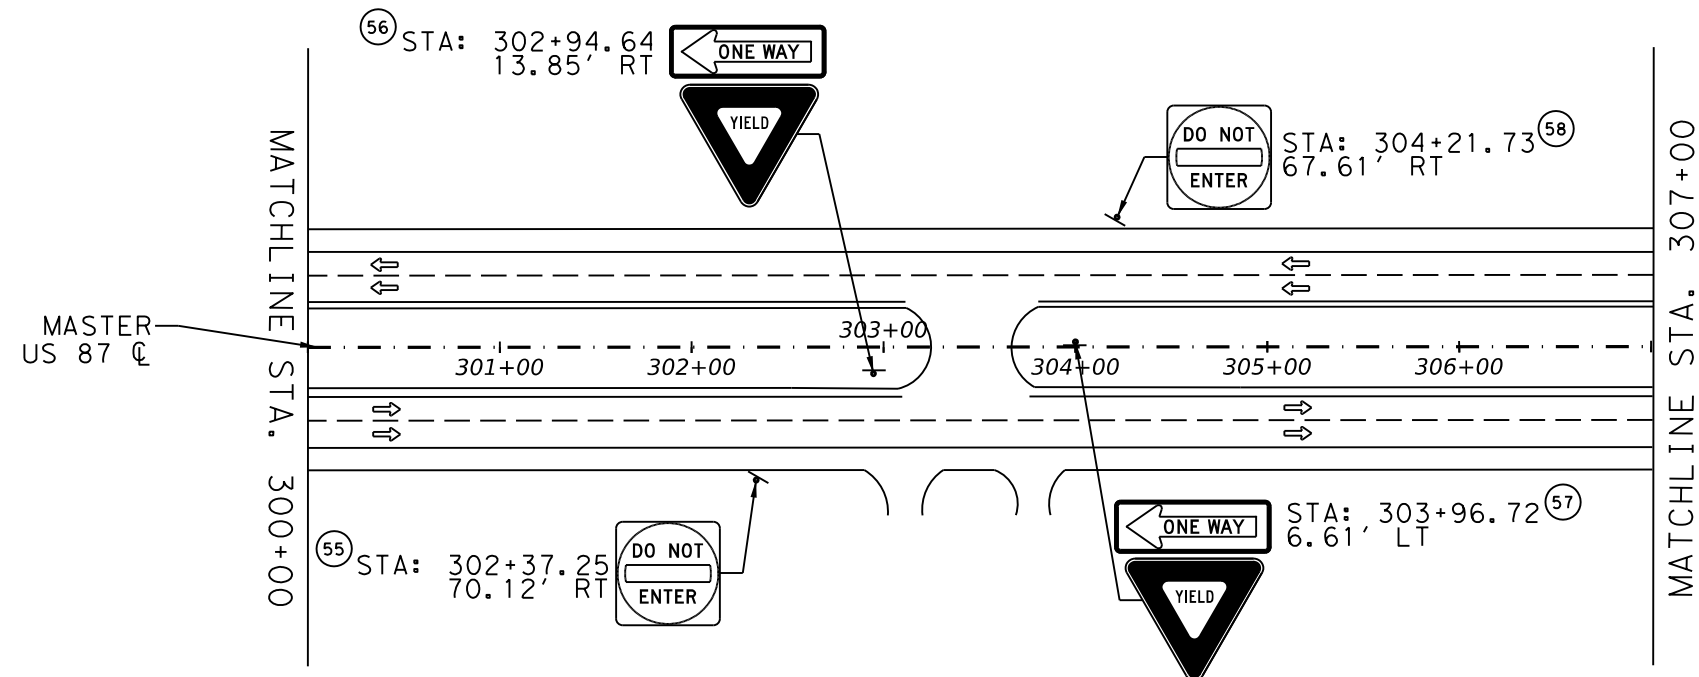 56
STA: 302+94.64
13.85' RT
ONE WAY
YIELD
DO NOT
ENTER
STA: 304+21.73
67.61' RT
58
MATCHLINE STA. 300+00
MATCHLINE STA. 307+00
MASTER
US 87 ℄
301+00
302+00
303+00
304+00
305+00
306+00
55
STA: 302+37.25
70.12' RT
DO NOT
ENTER
ONE WAY
YIELD
STA: 303+96.72
6.61' LT
57